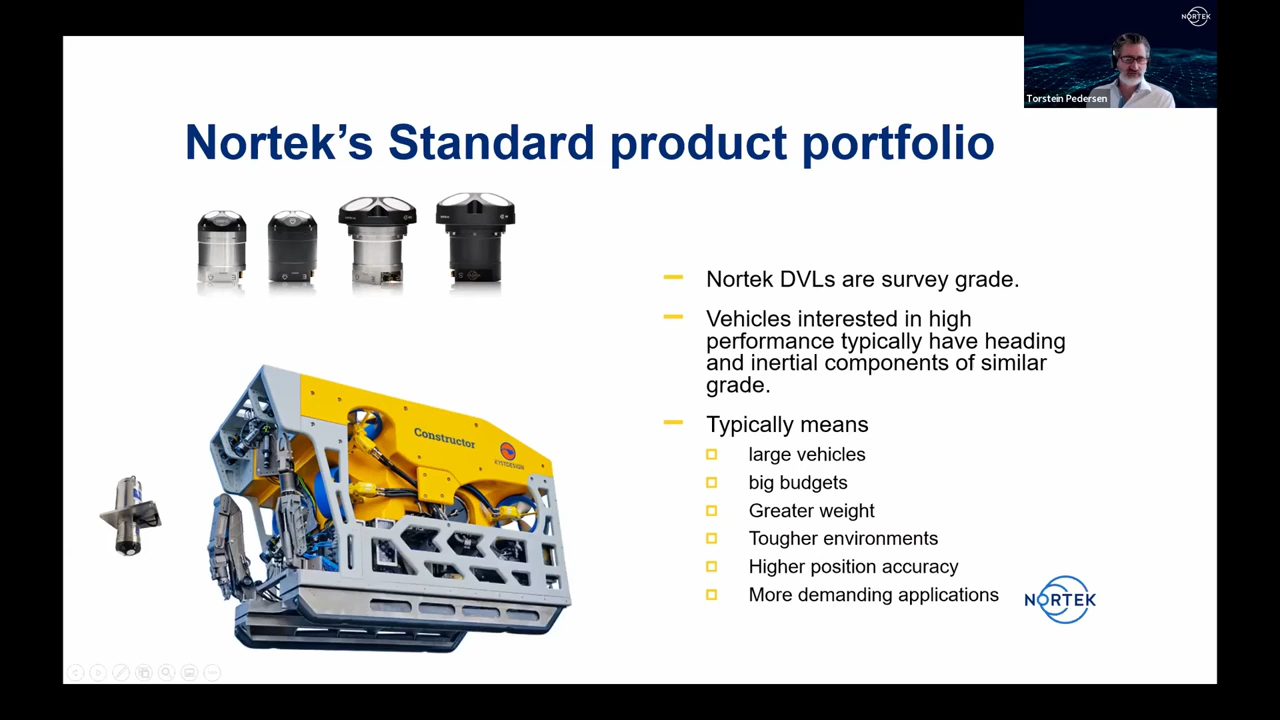 NORTEK
Torstein Pedersen
Nortek's Standard product portfolio
Nortek DVLs are survey grade.
Vehicles interested in high
performance typically have heading
and inertial components of similar
grade.
Typically means
large vehicles
big budgets
Greater weight
Tougher environments
Higher position accuracy
More demanding applications
Constructor
KYSTDESIGN
NORTEK